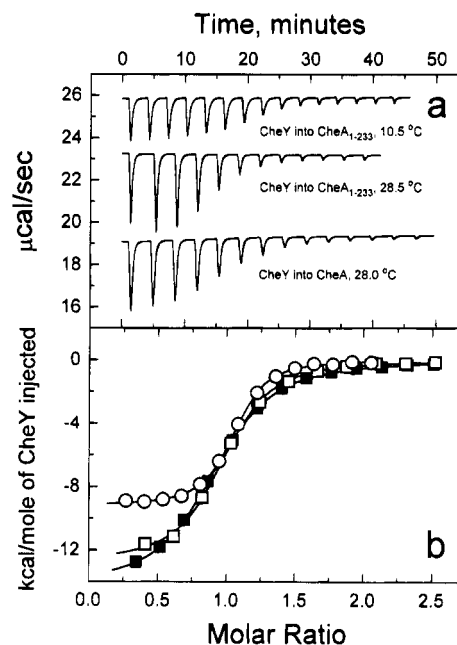 Time, minutes
0 10 20 30 40 50
26
24
22
20
18
16
μcal/sec
a
CheY into CheA1-233, 10.5 °C
CheY into CheA1-233, 28.5 °C
CheY into CheA, 28.0 °C
0
-4
-8
-12
kcal/mole of CheY injected
b
0.0 0.5 1.0 1.5 2.0 2.5
Molar Ratio